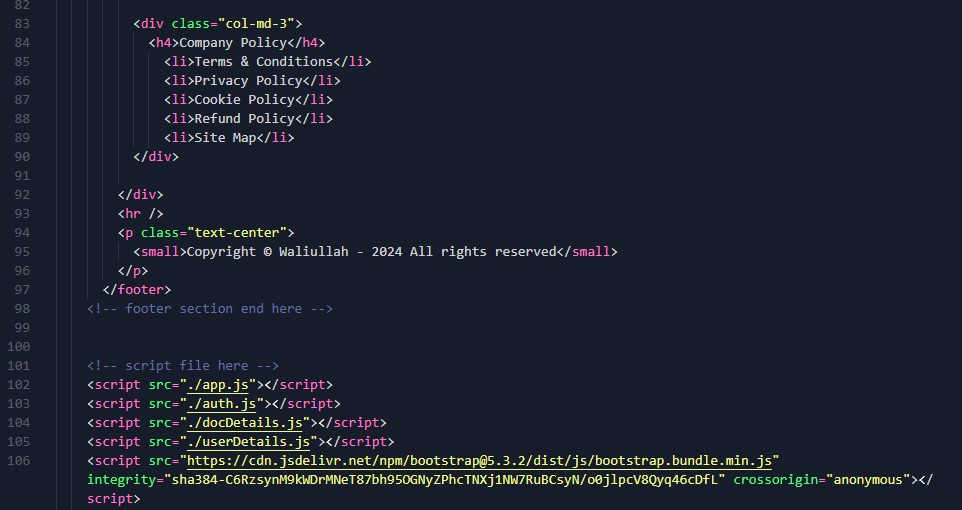 82
83 <div class="col-md-3">
84 <h4>Company Policy</h4>
85 <li>Terms & Conditions</li>
86 <li>Privacy Policy</li>
87 <li>Cookie Policy</li>
88 <li>Refund Policy</li>
89 <li>Site Map</li>
90 </div>
91
92 </div>
93 <hr />
94 <p class="text-center">
95 <small>Copyright © Waliullah - 2024 All rights reserved</small>
96 </p>
97 </footer>
98 <!-- footer section end here -->
99
100
101 <!-- script file here -->
102 <script src="./app.js"></script>
103 <script src="./auth.js"></script>
104 <script src="./docDetails.js"></script>
105 <script src="./userDetails.js"></script>
106 <script src="https://cdn.jsdelivr.net/npm/bootstrap@5.3.2/dist/js/bootstrap.bundle.min.js"
integrity="sha384-C6RzsynM9kWDrMNeT87bh95OGNyZPhcTNXj1NW7RuBCsyN/o0jlpcV8Qyq46cDfL" crossorigin="anonymous"></
script>